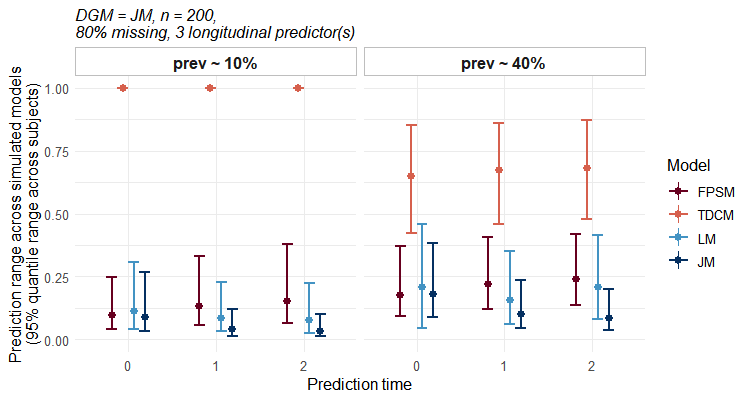 DGM = JM, n = 200,
80% missing, 3 longitudinal predictor(s)
prev ~ 10%
prev ~ 40%
Prediction range across simulated models
(95% quantile range across subjects)
1.00
0.75
0.50
0.25
0.00
0 1 2
0 1 2
Prediction time
Model
FPSM
TDCM
LM
JM